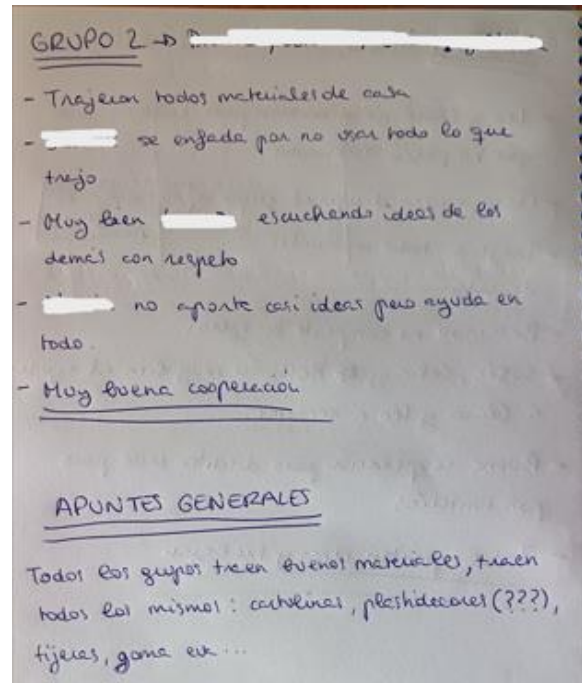 GRUPO 2 →
- Trajeron todos materiales de casa
- se enfada por no usar todo lo que
trajo
- Muy bien escuchando ideas de los
demás con respeto
- no aporta casi ideas pero ayuda en
todo.
- Muy buena cooperación
APUNTES GENERALES
Todos los grupos traen buenos materiales, traen
todos los mismos: cartulinas, plastidecores (???),
tijeras, goma eva...